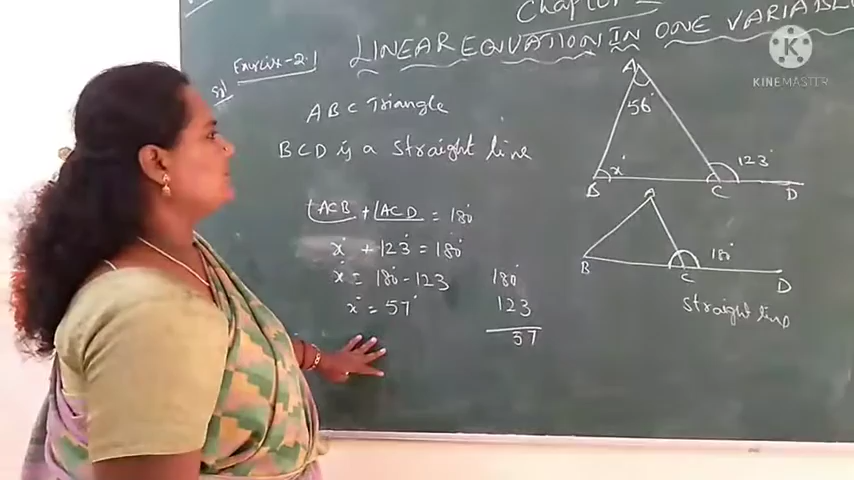 Chapter
LINEAR EQUATION IN ONE VARIABLE
Exercise-2.1
Sol
ABC Triangle
BCD is a straight line
∠ACB + ∠ACD = 180°
x° + 123° = 180°
x° = 180° - 123
x° = 57°
180°
123
57
A
56°
x°
123°
B
C
D
A
180°
B
C
D
straight line
K
KINEMASTER